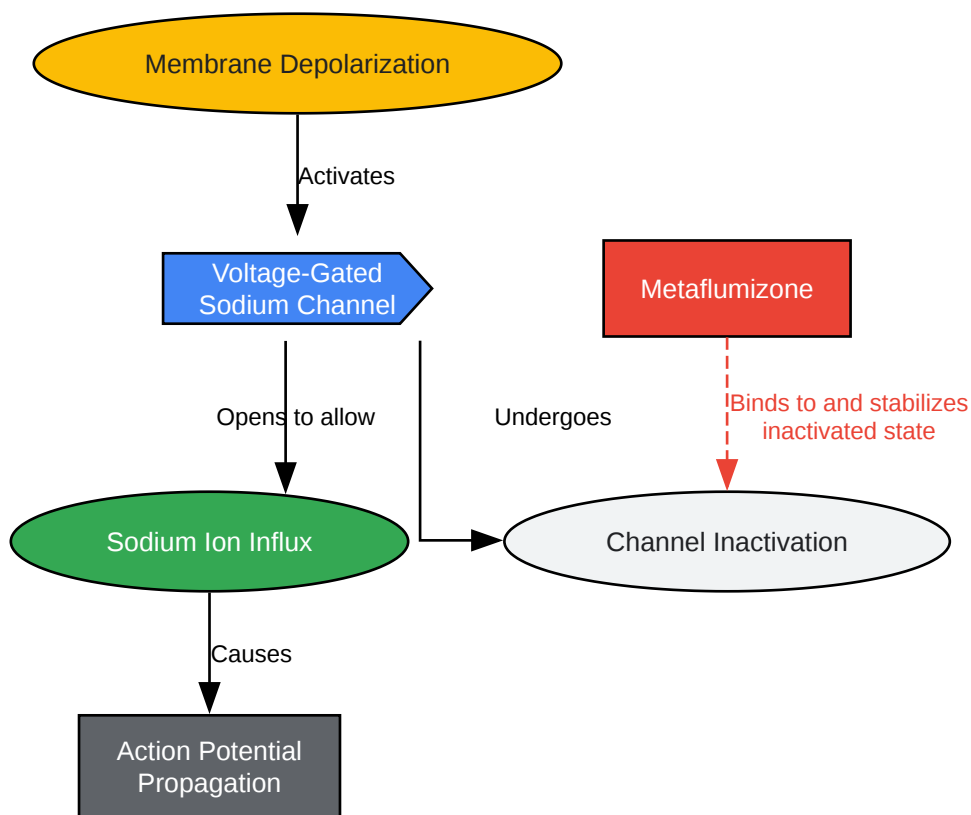 Membrane Depolarization
Activates
Voltage-Gated
Sodium Channel
Metaflumizone
Opens to allow
Undergoes
Binds to and stabilizes
inactivated state
Sodium Ion Influx
Channel Inactivation
Causes
Action Potential
Propagation